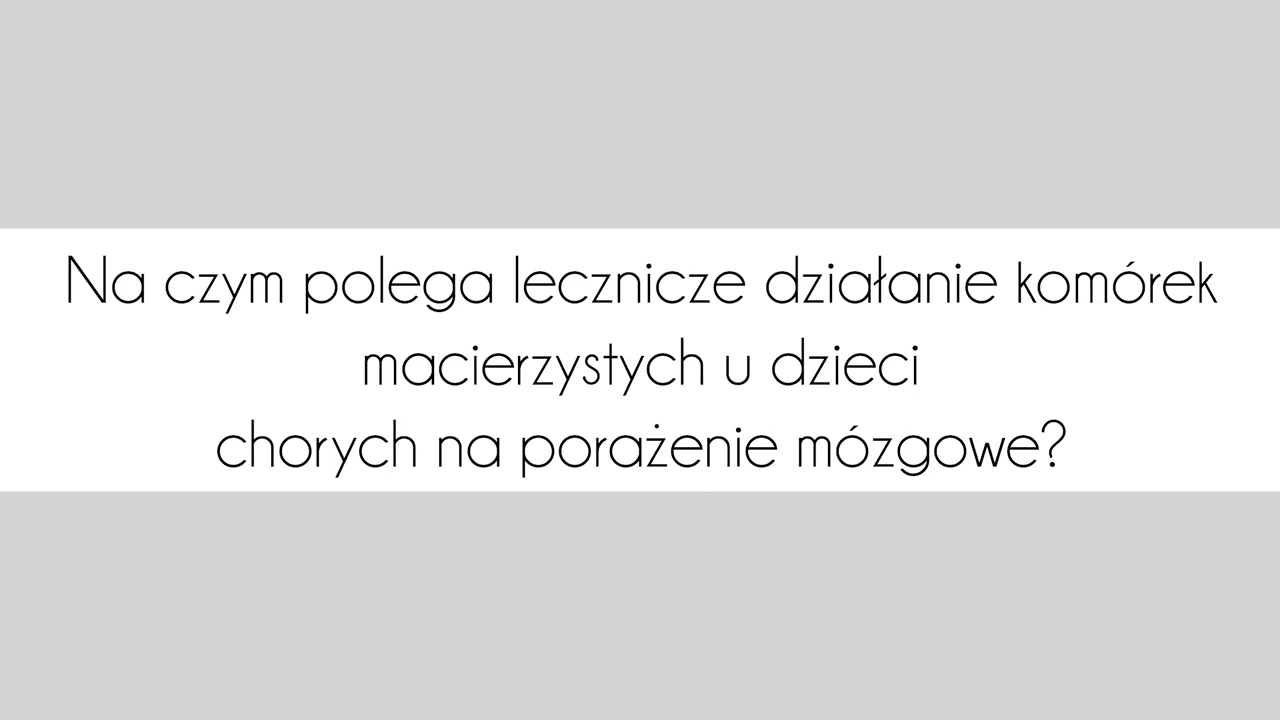 Na czym polega lecznicze działanie komórek
macierzystych u dzieci
chorych na porażenie mózgowe?